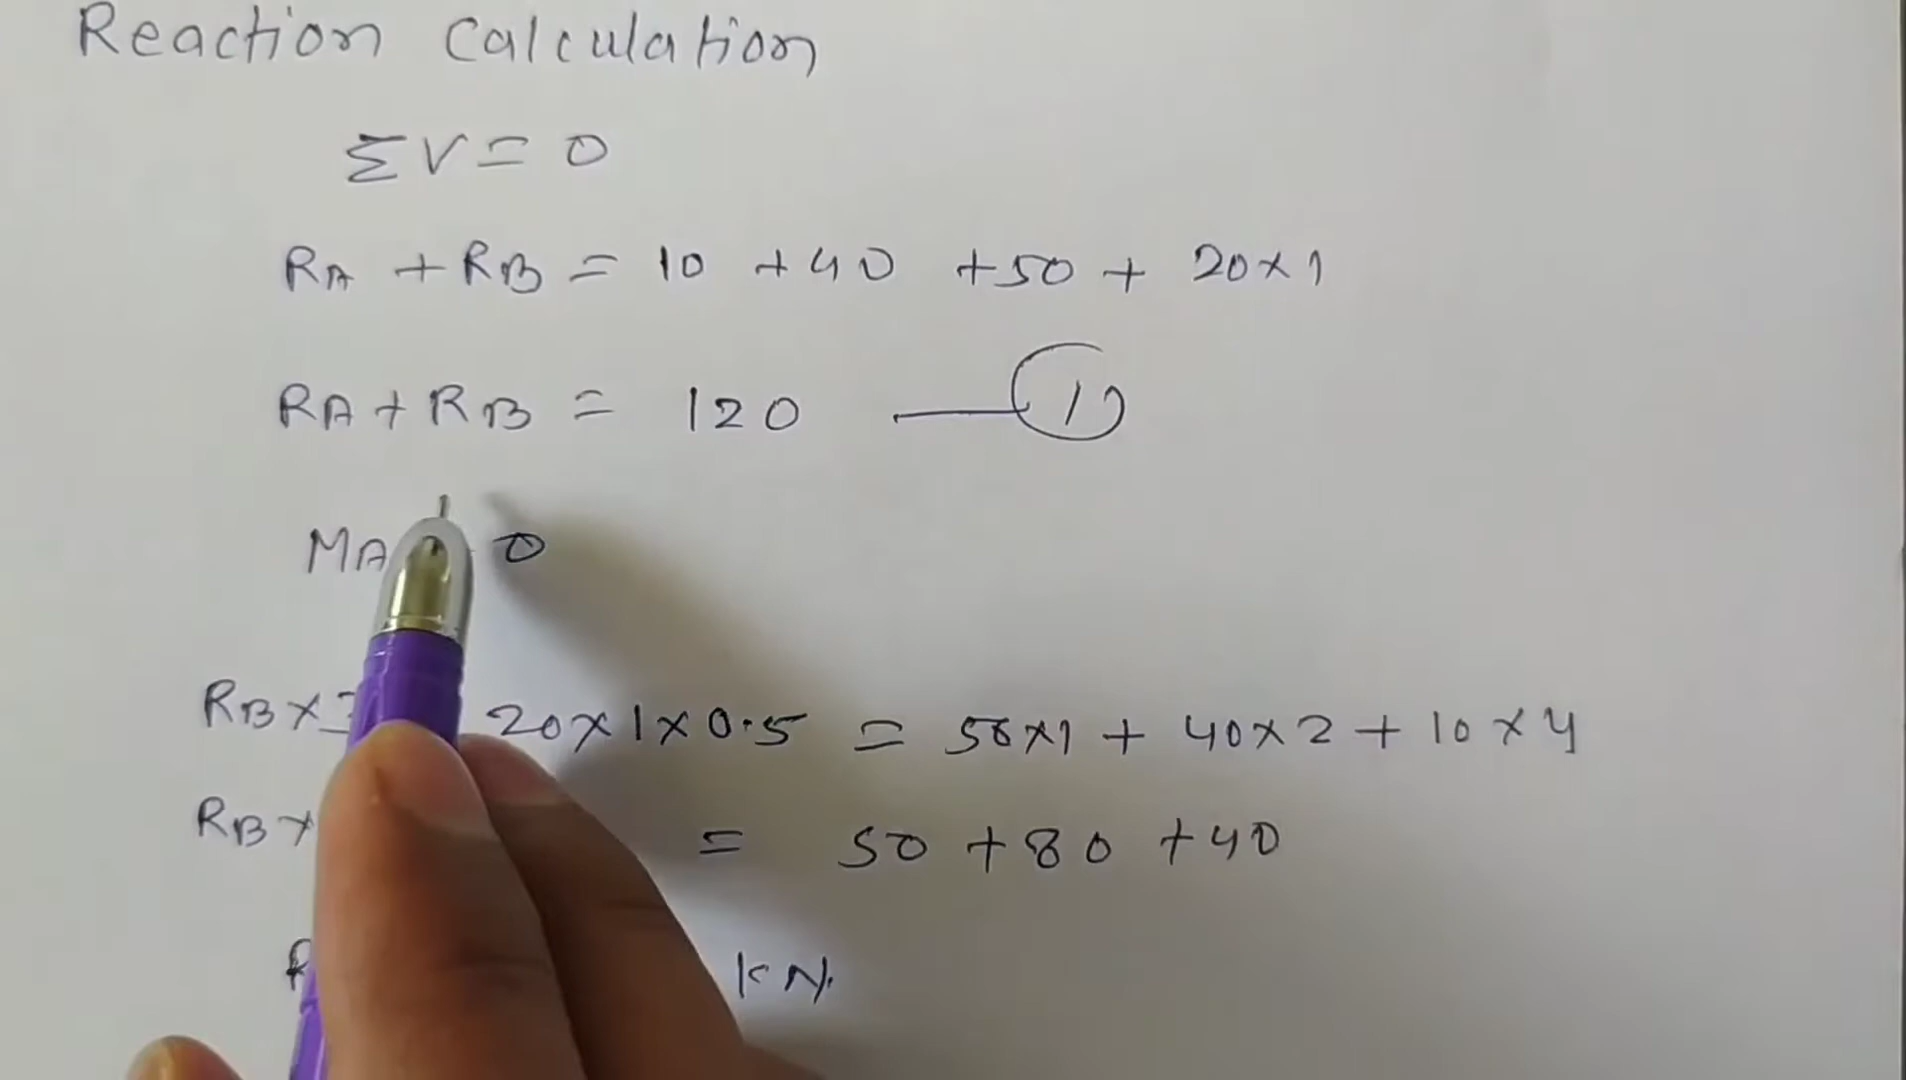 Reaction Calculation
ΣV = 0
RA + RB = 10 + 40 + 50 + 20×1
RA + RB = 120 — 1
MA 0
RB × 20×1×0.5 = 50×1 + 40×2 + 10×4
RB × = 50 + 80 + 40
KN.